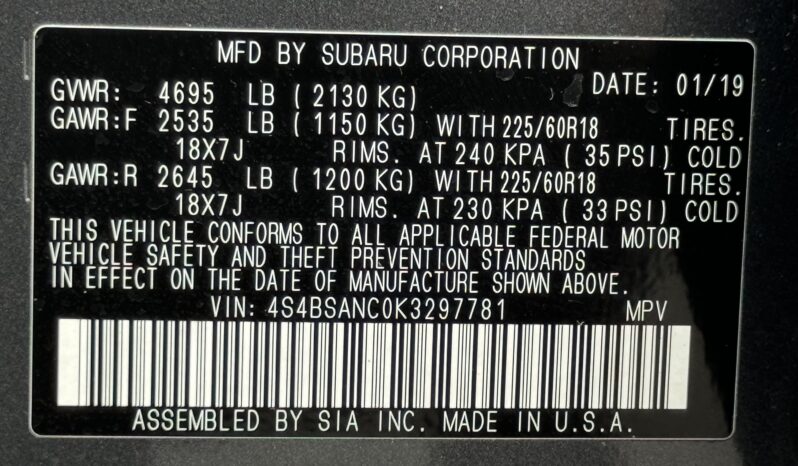 MFD BY SUBARU CORPORATION
DATE: 01/19
GVWR: 4695 LB ( 2130 KG)
GAWR:F 2535 LB ( 1150 KG) WITH 225/60R18 TIRES.
18X7J RIMS. AT 240 KPA ( 35 PSI) COLD
GAWR:R 2645 LB ( 1200 KG) WITH 225/60R18 TIRES.
18X7J RIMS. AT 230 KPA ( 33 PSI) COLD
THIS VEHICLE CONFORMS TO ALL APPLICABLE FEDERAL MOTOR
VEHICLE SAFETY AND THEFT PREVENTION STANDARDS
IN EFFECT ON THE DATE OF MANUFACTURE SHOWN ABOVE.
VIN: 4S4BSANC0K3297781 MPV
ASSEMBLED BY SIA INC. MADE IN U.S.A.